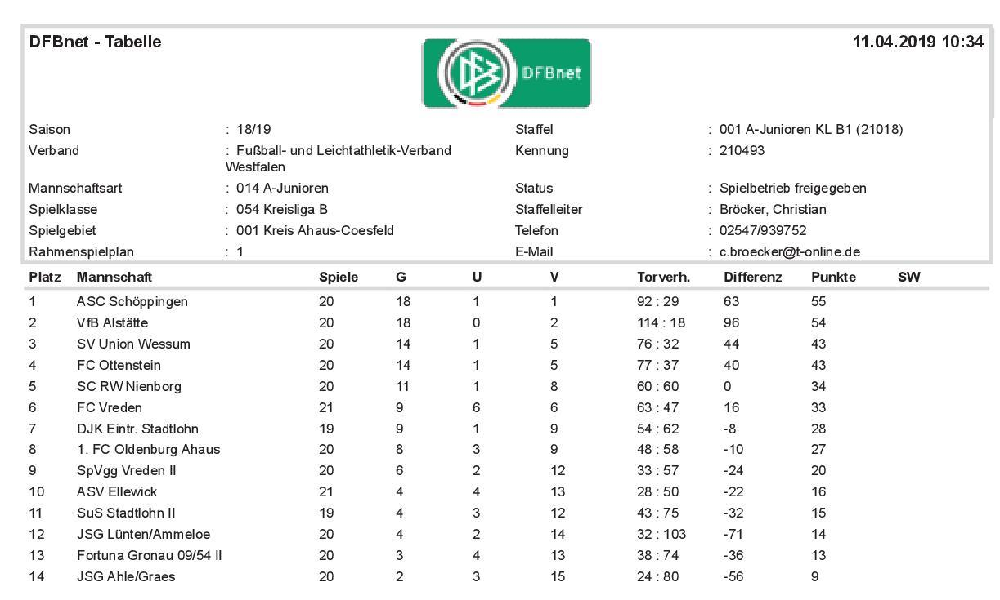 DFBnet - Tabelle 11.04.2019 10:34
DFB DFBnet
Saison : 18/19 Staffel : 001 A-Junioren KL B1 (21018)
Verband : Fußball- und Leichtathletik-Verband Westfalen Kennung : 210493
Mannschaftsart : 014 A-Junioren Status : Spielbetrieb freigegeben
Spielklasse : 054 Kreisliga B Staffelleiter : Bröcker, Christian
Spielgebiet : 001 Kreis Ahaus-Coesfeld Telefon : 02547/939752
Rahmenspielplan : 1 E-Mail : c.broecker@t-online.de
Platz Mannschaft Spiele G U V Torverh. Differenz Punkte SW
1 ASC Schöppingen 20 18 1 1 92 : 29 63 55
2 VfB Alstätte 20 18 0 2 114 : 18 96 54
3 SV Union Wessum 20 14 1 5 76 : 32 44 43
4 FC Ottenstein 20 14 1 5 77 : 37 40 43
5 SC RW Nienborg 20 11 1 8 60 : 60 0 34
6 FC Vreden 21 9 6 6 63 : 47 16 33
7 DJK Eintr. Stadtlohn 19 9 1 9 54 : 62 -8 28
8 1. FC Oldenburg Ahaus 20 8 3 9 48 : 58 -10 27
9 SpVgg Vreden II 20 6 2 12 33 : 57 -24 20
10 ASV Ellewick 21 4 4 13 28 : 50 -22 16
11 SuS Stadtlohn II 19 4 3 12 43 : 75 -32 15
12 JSG Lünten/Ammeloe 20 4 2 14 32 : 103 -71 14
13 Fortuna Gronau 09/54 II 20 3 4 13 38 : 74 -36 13
14 JSG Ahle/Graes 20 2 3 15 24 : 80 -56 9